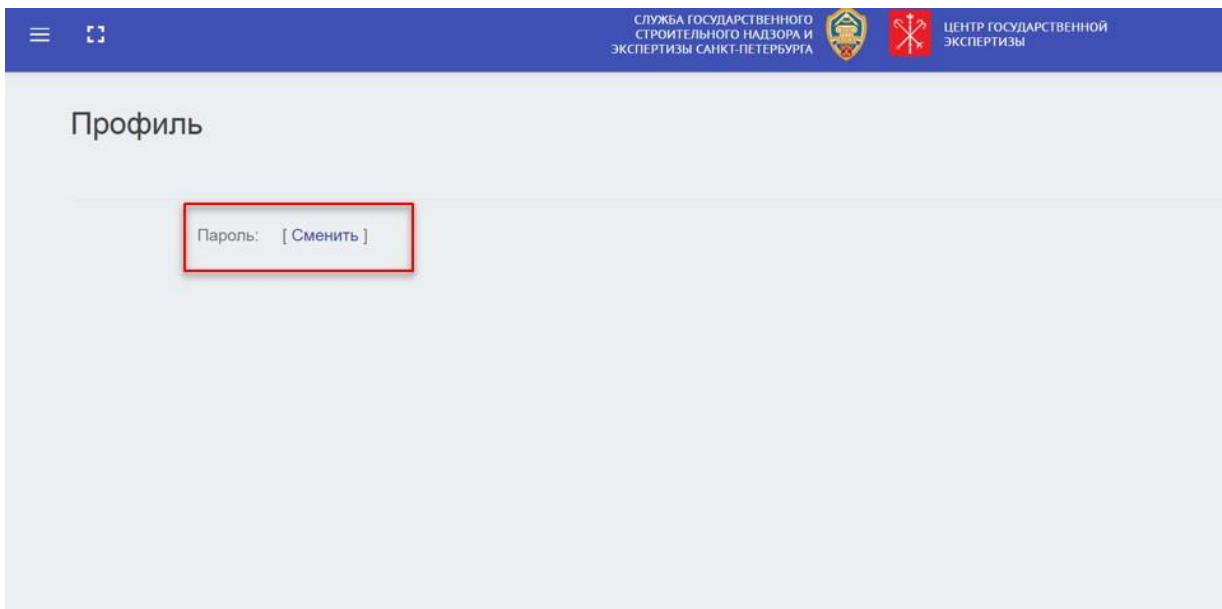 СЛУЖБА ГОСУДАРСТВЕННОГО
СТРОИТЕЛЬНОГО НАДЗОРА И
ЭКСПЕРТИЗЫ САНКТ-ПЕТЕРБУРГА
ЦЕНТР ГОСУДАРСТВЕННОЙ
ЭКСПЕРТИЗЫ
Профиль
Пароль: [ Сменить ]